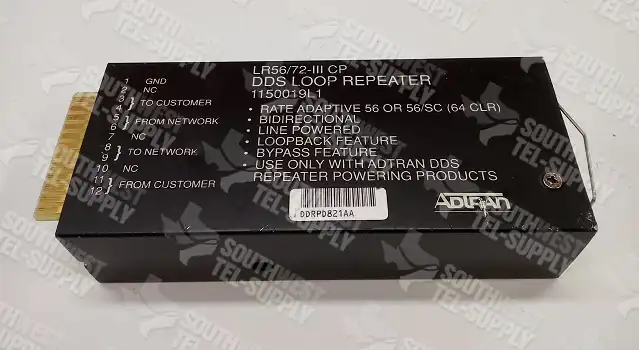 LR56/72-III CP
DDS LOOP REPEATER
1150019L1
1 GND
2 NC
3
4 } TO CUSTOMER
5
6 } FROM NETWORK
7 NC
8
9 } TO NETWORK
10 NC
11
12 } FROM CUSTOMER
• RATE ADAPTIVE 56 OR 56/SC (64 CLR)
• BIDIRECTIONAL
• LINE POWERED
• LOOPBACK FEATURE
• BYPASS FEATURE
• USE ONLY WITH ADTRAN DDS
REPEATER POWERING PRODUCTS
DDRPD821AA
ADTRAN
SOUTHWEST
TEL-SUPPLY